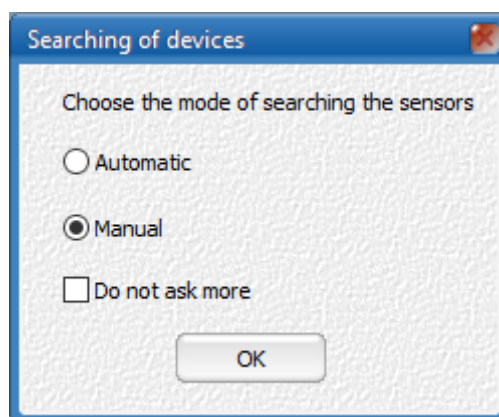 Searching of devices
Choose the mode of searching the sensors
Automatic
Manual
Do not ask more
OK